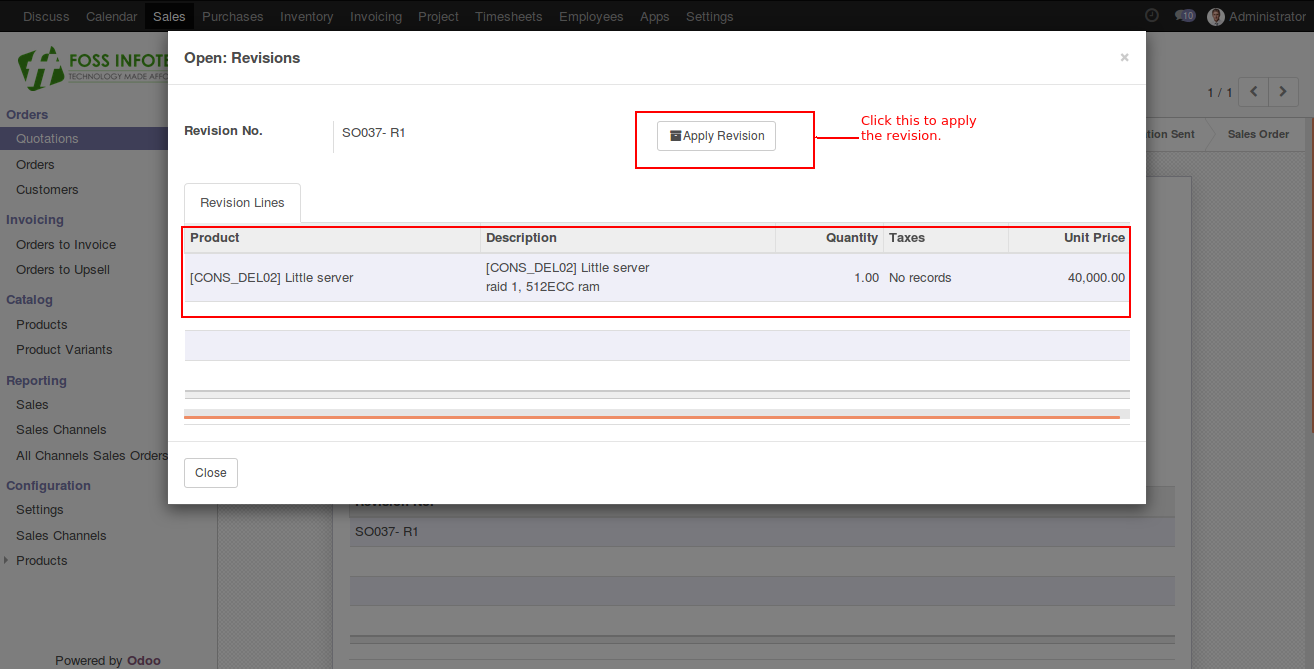 Discuss Calendar Sales Purchases Inventory Invoicing Project Timesheets Employees Apps Settings 10 Administrator
Open: Revisions ×
FOSS INFOTE
TECHNOLOGY MADE AFFO
1 / 1
Orders
Quotations
Orders
Customers
Invoicing
Orders to Invoice
Orders to Upsell
Catalog
Products
Product Variants
Reporting
Sales
Sales Channels
All Channels Sales Orders
Configuration
Settings
Sales Channels
Products
Powered by Odoo
tion Sent Sales Order
Revision No. SO037- R1
Apply Revision
Click this to apply
the revision.
Revision Lines
Product Description Quantity Taxes Unit Price
[CONS_DEL02] Little server [CONS_DEL02] Little server
raid 1, 512ECC ram 1.00 No records 40,000.00
Close
Revision No.
SO037- R1